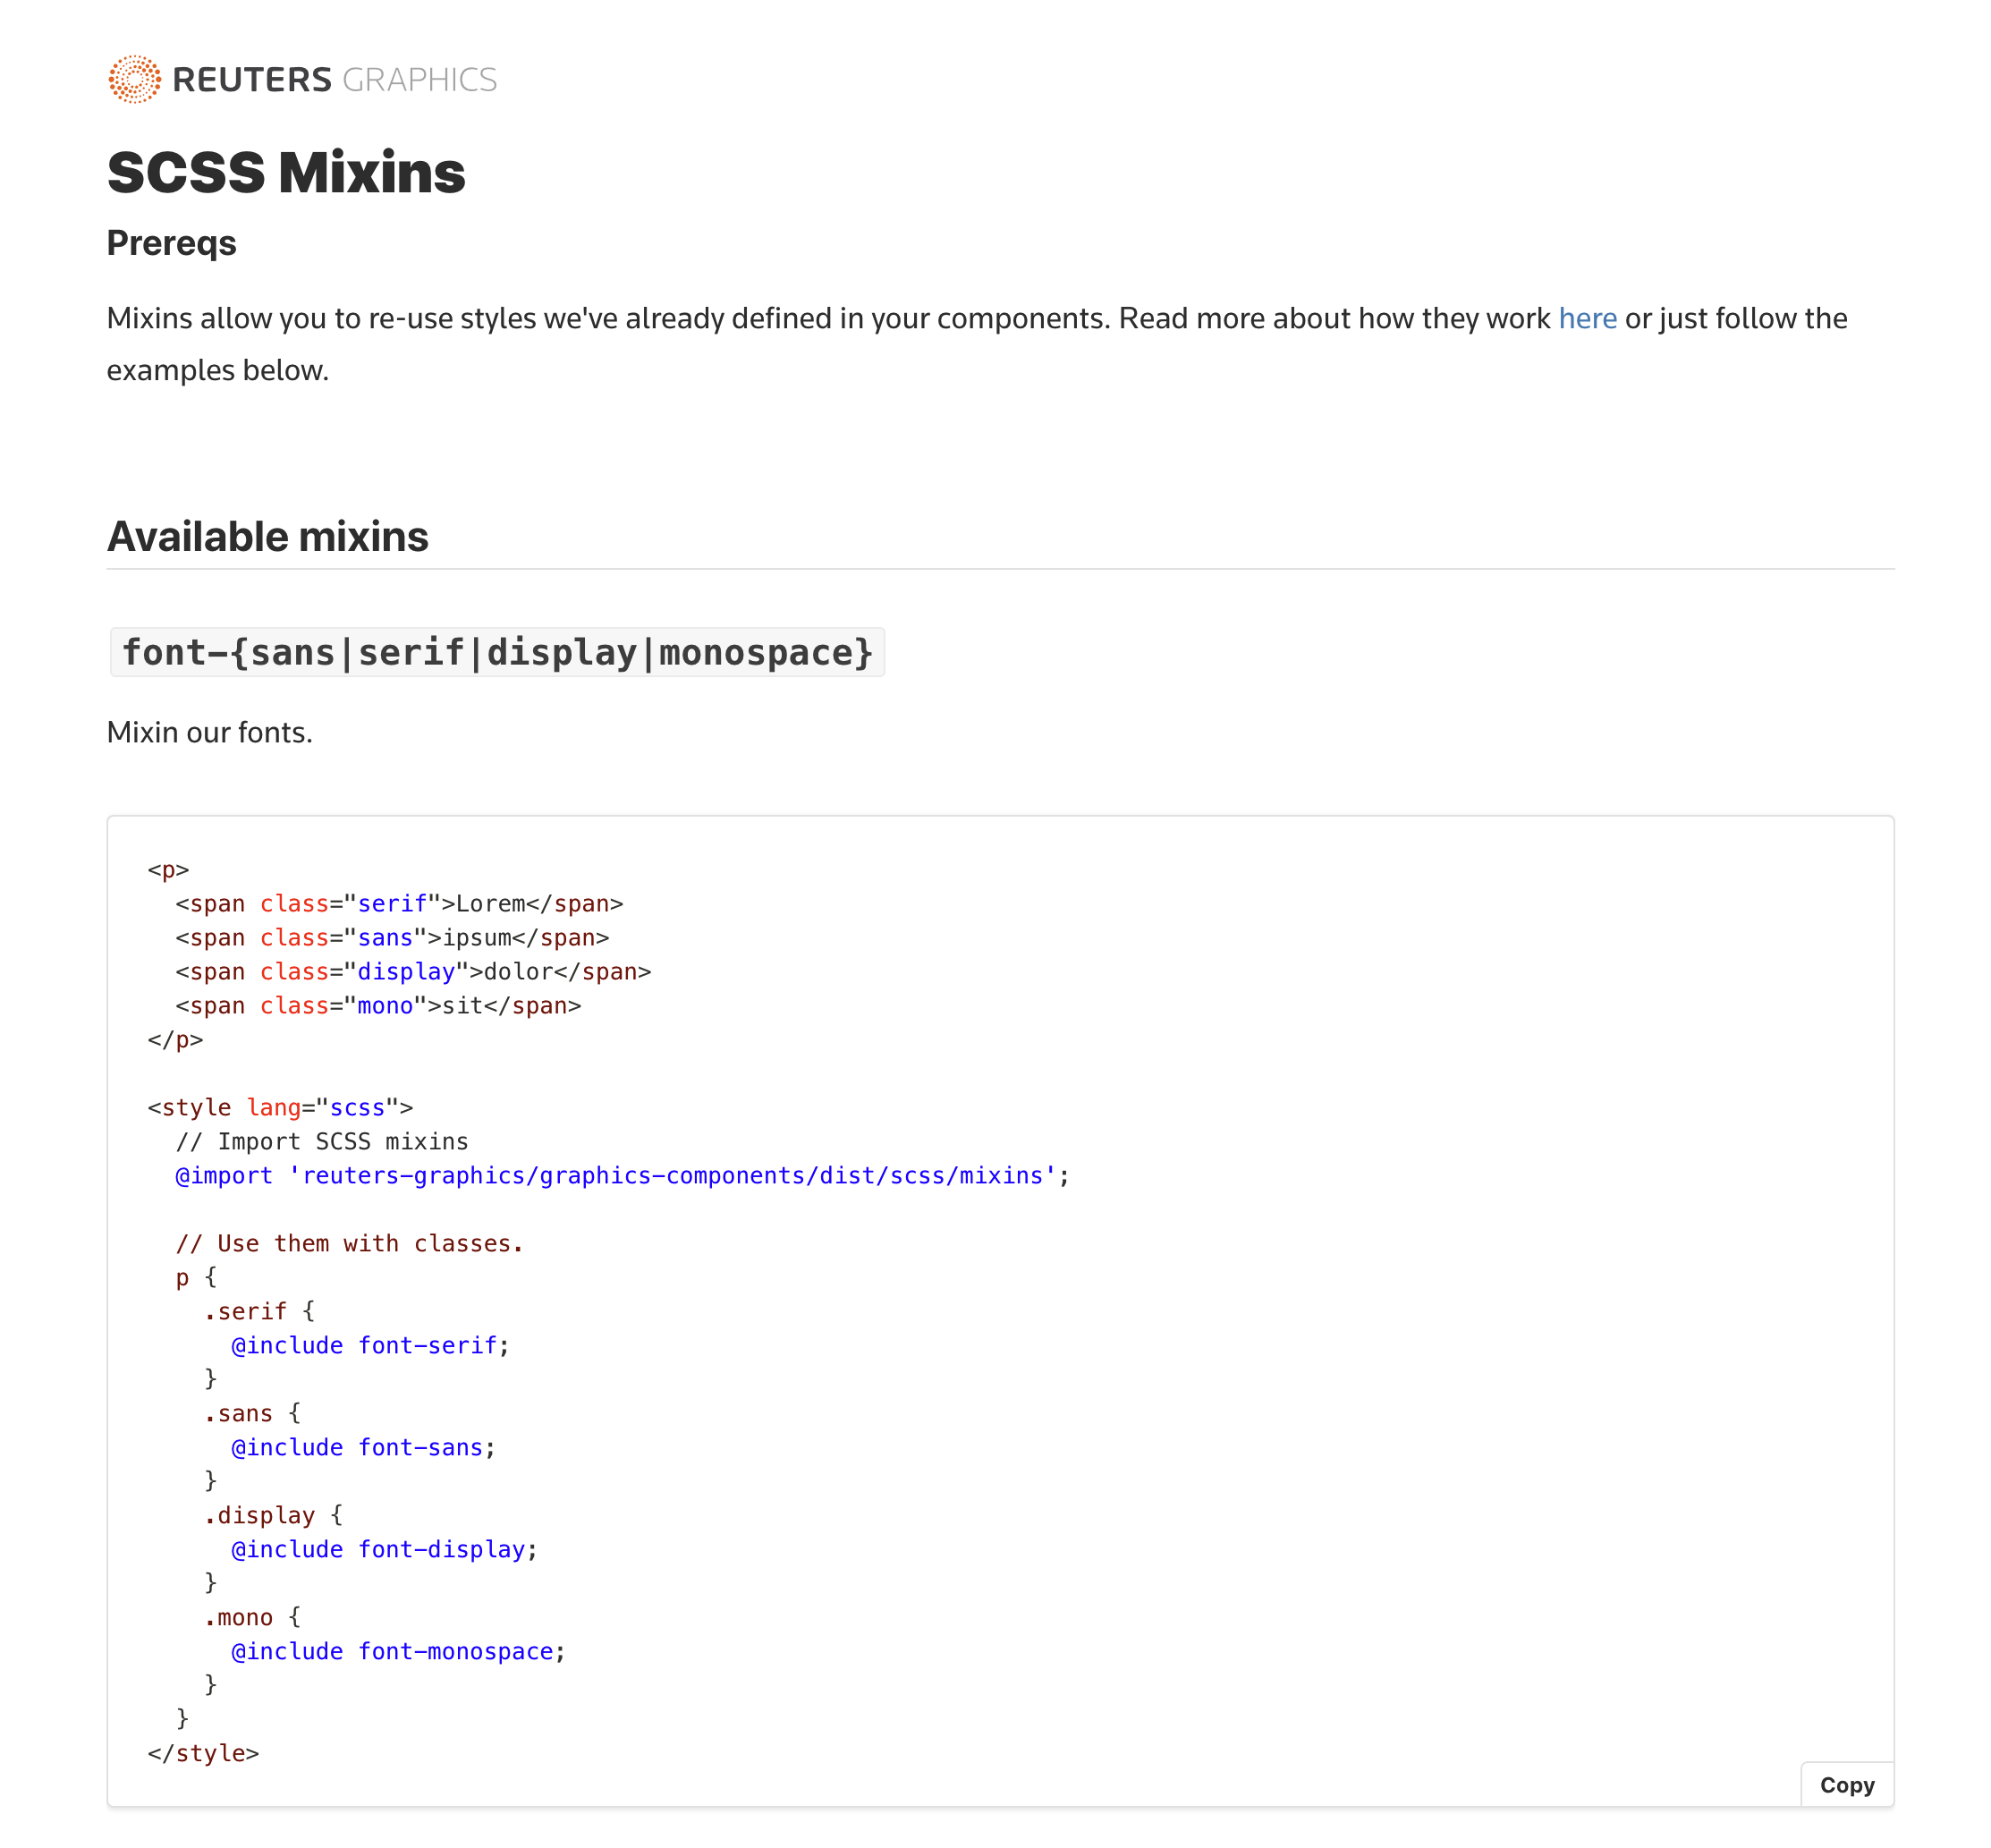 REUTERS GRAPHICS
SCSS Mixins
Prereqs
Mixins allow you to re-use styles we've already defined in your components. Read more about how they work here or just follow the
examples below.
Available mixins
font-{sans|serif|display|monospace}
Mixin our fonts.
<p>
  <span class="serif">Lorem</span>
  <span class="sans">ipsum</span>
  <span class="display">dolor</span>
  <span class="mono">sit</span>
</p>
<style lang="scss">
  // Import SCSS mixins
  @import 'reuters-graphics/graphics-components/dist/scss/mixins';
  // Use them with classes.
  p {
    .serif {
      @include font-serif;
    }
    .sans {
      @include font-sans;
    }
    .display {
      @include font-display;
    }
    .mono {
      @include font-monospace;
    }
  }
</style>
Copy